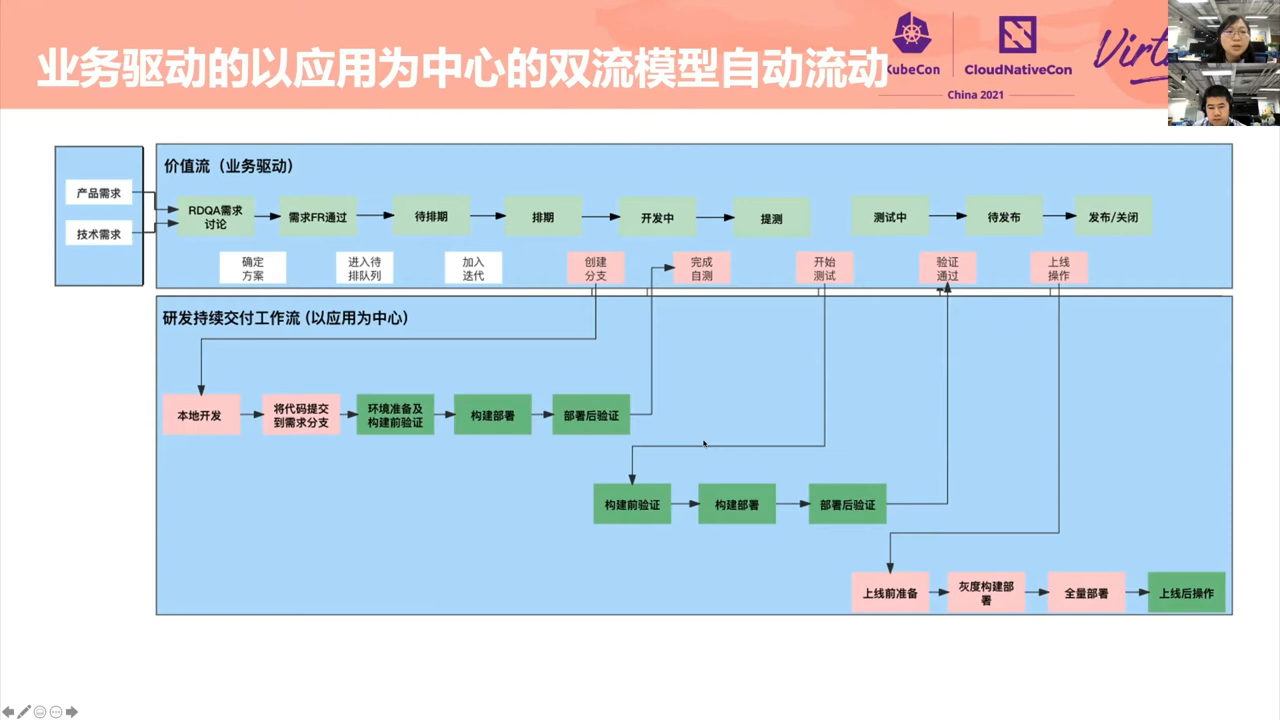 业务驱动的以应用为中心的双流模型自动流动
KubeCon
CloudNativeCon
China 2021
产品需求
技术需求
价值流（业务驱动）
RDQA需求
讨论
需求FR通过
待排期
排期
开发中
提测
测试中
待发布
发布/关闭
确定
方案
进入待
排队列
加入
迭代
创建
分支
完成
自测
开始
测试
验证
通过
上线
操作
研发持续交付工作流 (以应用为中心)
本地开发
将代码提交
到需求分支
环境准备及
构建前验证
构建部署
部署后验证
构建前验证
构建部署
部署后验证
上线前准备
灰度构建部
署
全量部署
上线后操作